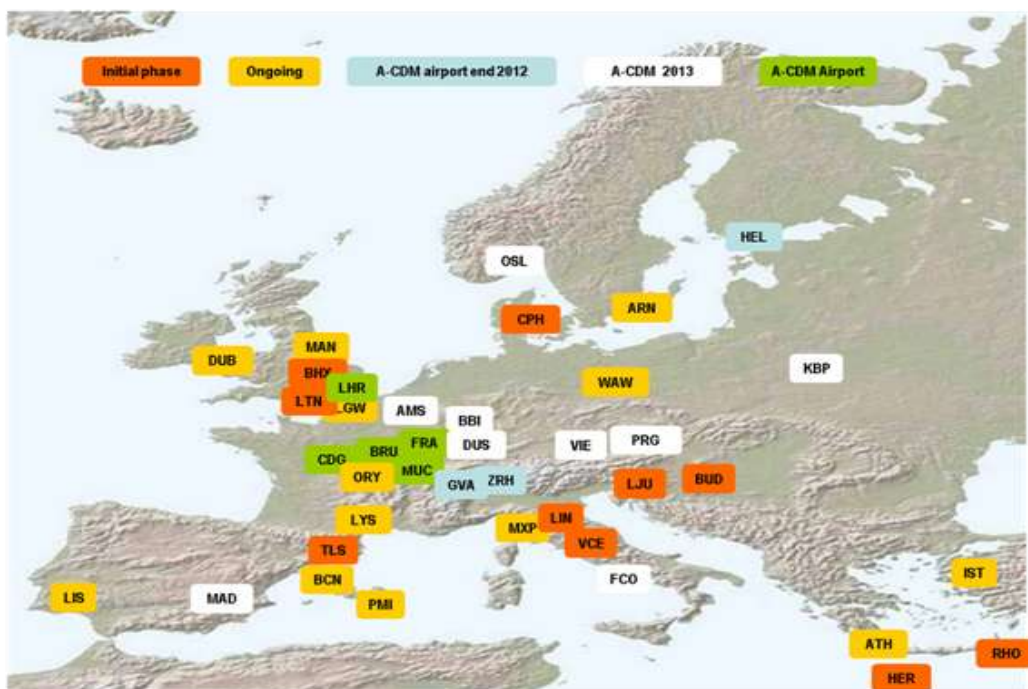 Initial phase
Ongoing
A-CDM airport end 2012
A-CDM 2013
A-CDM Airport
HEL
OSL
ARN
CPH
MAN
DUB
KBP
BHX
WAW
LHR
LTN
LGW
AMS
BBI
FRA
DUS
VIE
PRG
BRU
CDG
MUC
ORY
GVA
ZRH
LJU
BUD
LYS
MXP
LIN
VCE
TLS
BCN
FCO
IST
LIS
MAD
PMI
ATH
RHO
HER